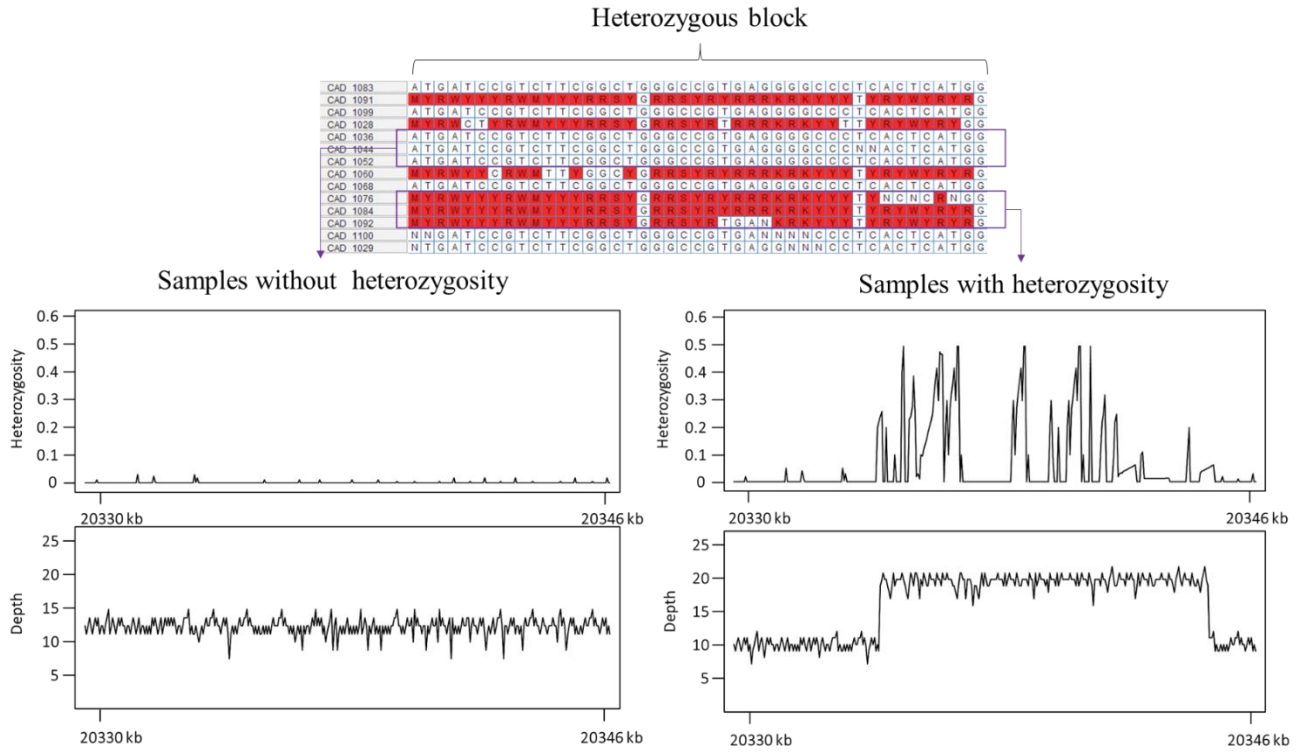 Heterozygous block
CAD 1083 A T G A T C C G T C T T C G G C T G G G C C G T G A G G G G C C C T C A C T C A T G G
CAD 1091 M Y R W Y Y Y R W M Y Y Y R R S Y G R R S Y R Y R R R K R K Y Y Y T Y R Y W Y R Y R G
CAD 1099 A T G A T C C G T C T T C G G C T G G G C C G T G A G G G G C C C T C A C T C A T G G
CAD 1028 M Y R W C T Y R W M Y Y Y R R S Y G R R S Y R T R R R K R K Y Y T T Y R Y W Y R Y G G
CAD 1036 A T G A T C C G T C T T C G G C T G G G C C G T G A G G G G C C C T C A C T C A T G G
CAD 1044 A T G A T C C G T C T T C G G C T G G G C C G T G A G G G G C C C N N A C T C A T G G
CAD 1052 A T G A T C C G T C T T C G G C T G G G C C G T G A G G G G C C C T C A C T C A T G G
CAD 1060 M Y R W Y Y C R W M T T Y G G C Y G R R S Y R Y R R R K R K Y Y Y T Y R Y W Y R Y R G
CAD 1068 A T G A T C C G T C T T C G G C T G G G C C G T G A G G G G C C C T C A C T C A T G G
CAD 1076 M Y R W Y Y Y R W M Y Y Y R R S Y G R R S Y R Y R R R K R K Y Y Y T Y N C N C R N G G
CAD 1084 M Y R W Y Y Y R W M Y Y Y R R S Y G R R S Y R Y R R R K R K Y Y Y T Y R Y W Y R Y R G
CAD 1092 M Y R W Y Y Y R W M Y Y Y R R S Y G R R S Y R T G A N K R K Y Y Y T Y R Y W Y R Y R G
CAD 1100 N N G A T C C G T C T T C G G C T G G G C C G T G A N N N N C C C T C A C T C A T G G
CAD 1029 N T G A T C C G T C T T C G G C T G G G C C G T G A G G N N N C C T C A C T C A T G G
Samples without heterozygosity
Heterozygosity
0.6
0.5
0.4
0.3
0.2
0.1
0
20330 kb 20346 kb
Depth
25
20
15
10
5
20330 kb 20346 kb
Samples with heterozygosity
Heterozygosity
0.6
0.5
0.4
0.3
0.2
0.1
0
20330 kb 20346 kb
Depth
25
20
15
10
5
20330 kb 20346 kb